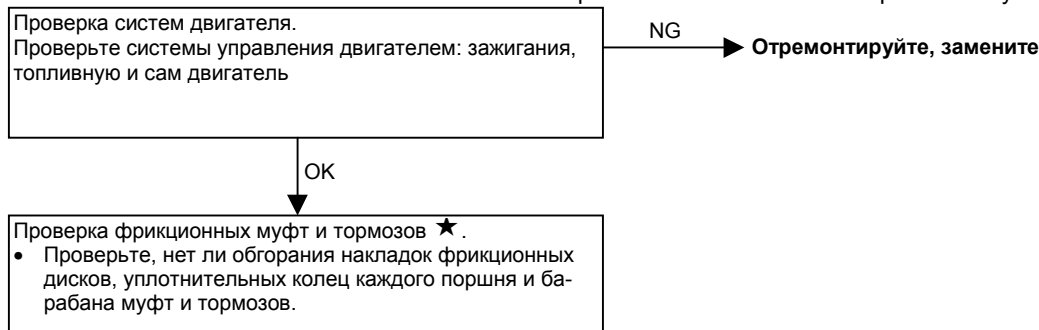 Проверка систем двигателя.
Проверьте системы управления двигателем: зажигания,
топливную и сам двигатель
NG
Отремонтируйте, замените
OK
Проверка фрикционных муфт и тормозов ★.
• Проверьте, нет ли обгорания накладок фрикционных
дисков, уплотнительных колец каждого поршня и ба-
рабана муфт и тормозов.